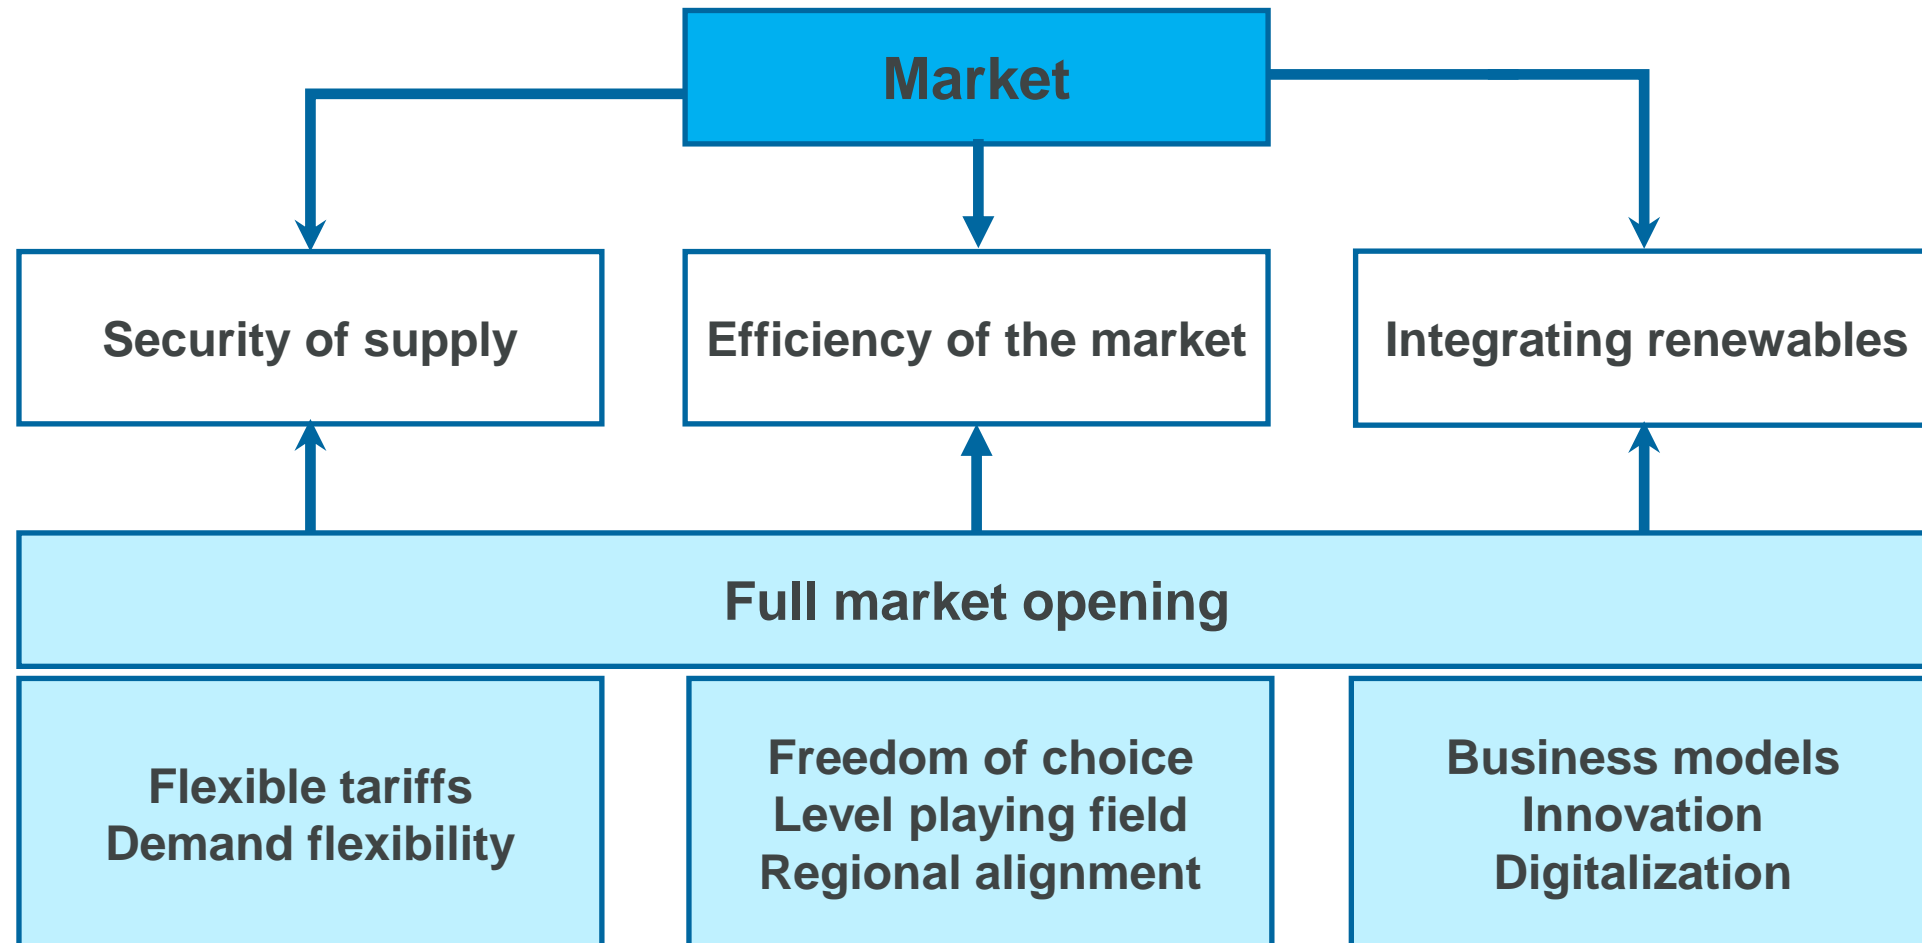 Market
Security of supply
Efficiency of the market
Integrating renewables
Full market opening
Flexible tariffs
Demand flexibility
Freedom of choice
Level playing field
Regional alignment
Business models
Innovation
Digitalization